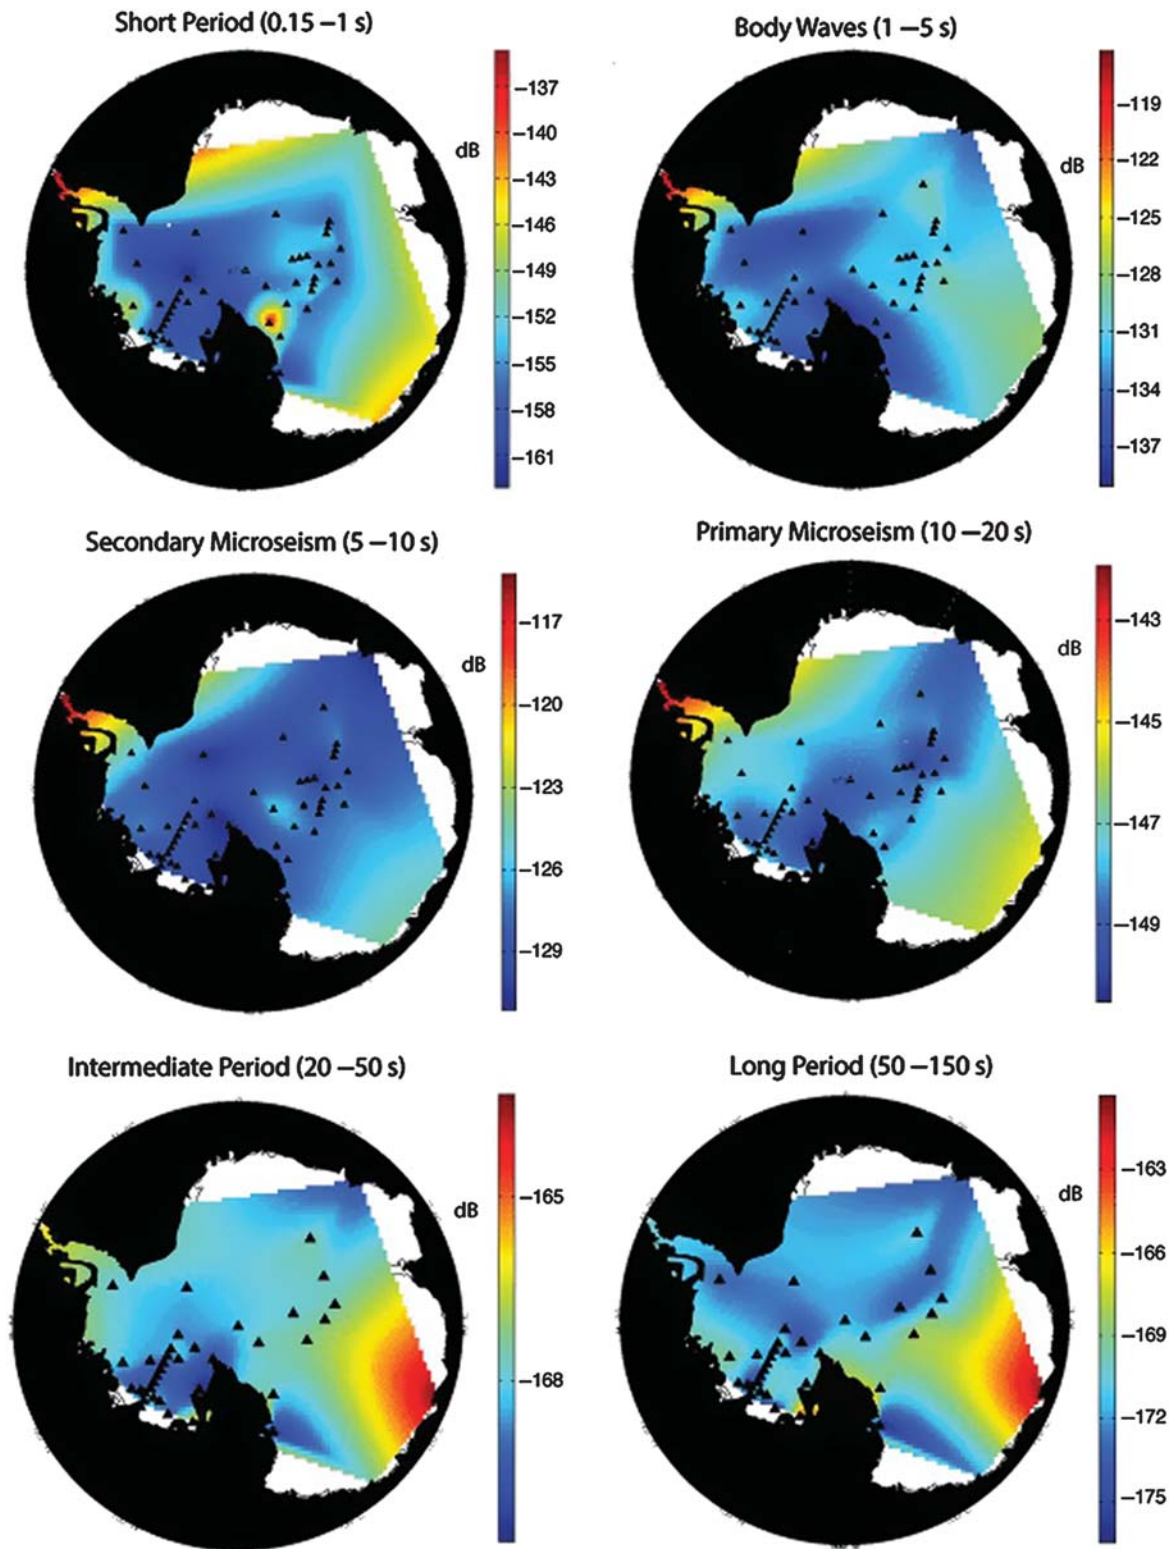 Short Period (0.15 –1 s)
dB
–137
–140
–143
–146
–149
–152
–155
–158
–161
Body Waves (1 –5 s)
dB
–119
–122
–125
–128
–131
–134
–137
Secondary Microseism (5 –10 s)
dB
–117
–120
–123
–126
–129
Primary Microseism (10 –20 s)
dB
–143
–145
–147
–149
Intermediate Period (20 –50 s)
dB
–165
–168
Long Period (50 –150 s)
dB
–163
–166
–169
–172
–175